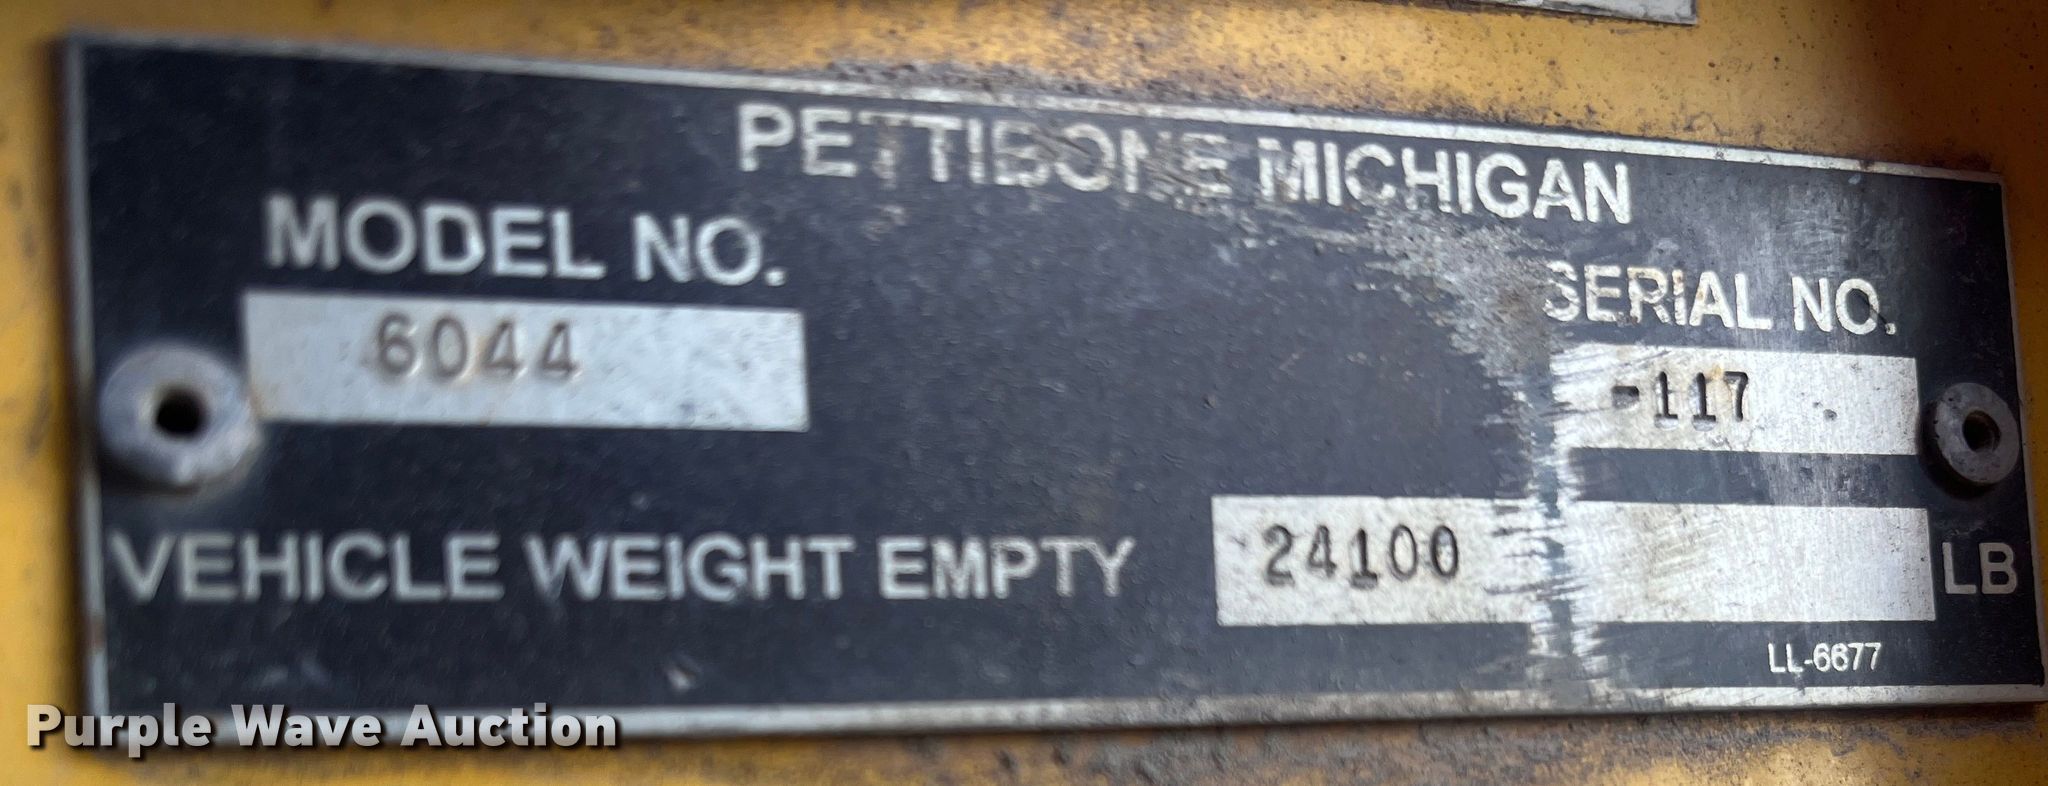 PETTIBONE MICHIGAN
MODEL NO.
SERIAL NO.
6044
-117
VEHICLE WEIGHT EMPTY 24100 LB
LL-6677
Purple Wave Auction